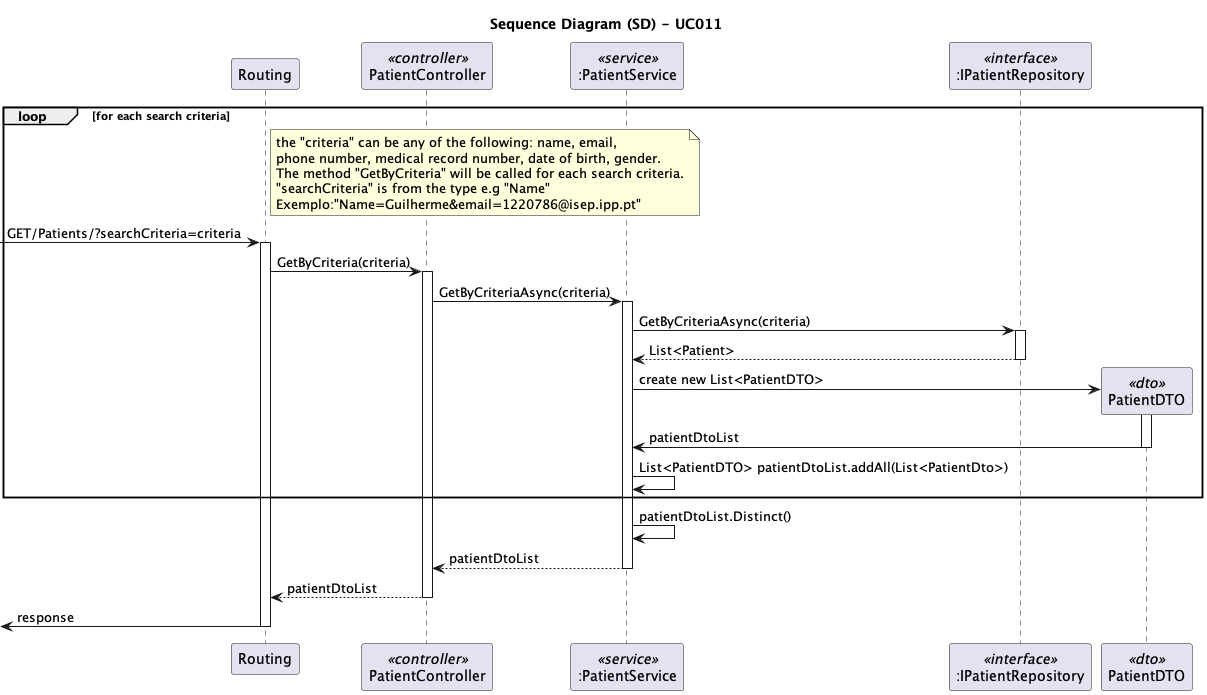 Sequence Diagram (SD) - UC011
Routing
«controller»
PatientController
«service»
:PatientService
«interface»
:IPatientRepository
loop
[for each search criteria]
the "criteria" can be any of the following: name, email,
phone number, medical record number, date of birth, gender.
The method "GetByCriteria" will be called for each search criteria.
"searchCriteria" is from the type e.g "Name"
Exemplo:"Name=Guilherme&email=1220786@isep.ipp.pt"
GET/Patients/?searchCriteria=criteria
GetByCriteria(criteria)
GetByCriteriaAsync(criteria)
GetByCriteriaAsync(criteria)
List<Patient>
create new List<PatientDTO>
«dto»
PatientDTO
patientDtoList
List<PatientDTO> patientDtoList.addAll(List<PatientDto>)
patientDtoList.Distinct()
patientDtoList
patientDtoList
response
Routing
«controller»
PatientController
«service»
:PatientService
«interface»
:IPatientRepository
«dto»
PatientDTO